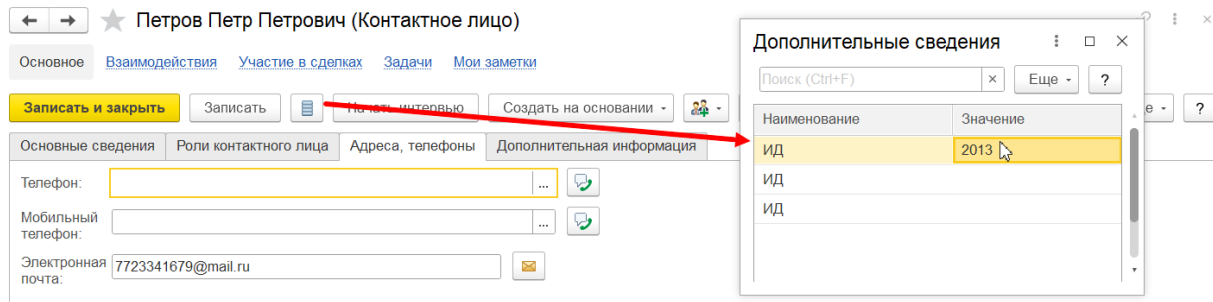 Петров Петр Петрович (Контактное лицо)
Основное Взаимодействия Участие в сделках Задачи Мои заметки
Записать и закрыть Записать Начать интервью Создать на основании
е ?
Основные сведения Роли контактного лица Адреса, телефоны Дополнительная информация
Телефон: ...
Мобильный
телефон: ...
Электронная
почта: 7723341679@mail.ru
Дополнительные сведения
Поиск (Ctrl+F) × Еще ?
Наименование Значение
ИД 2013
ИД
ИД